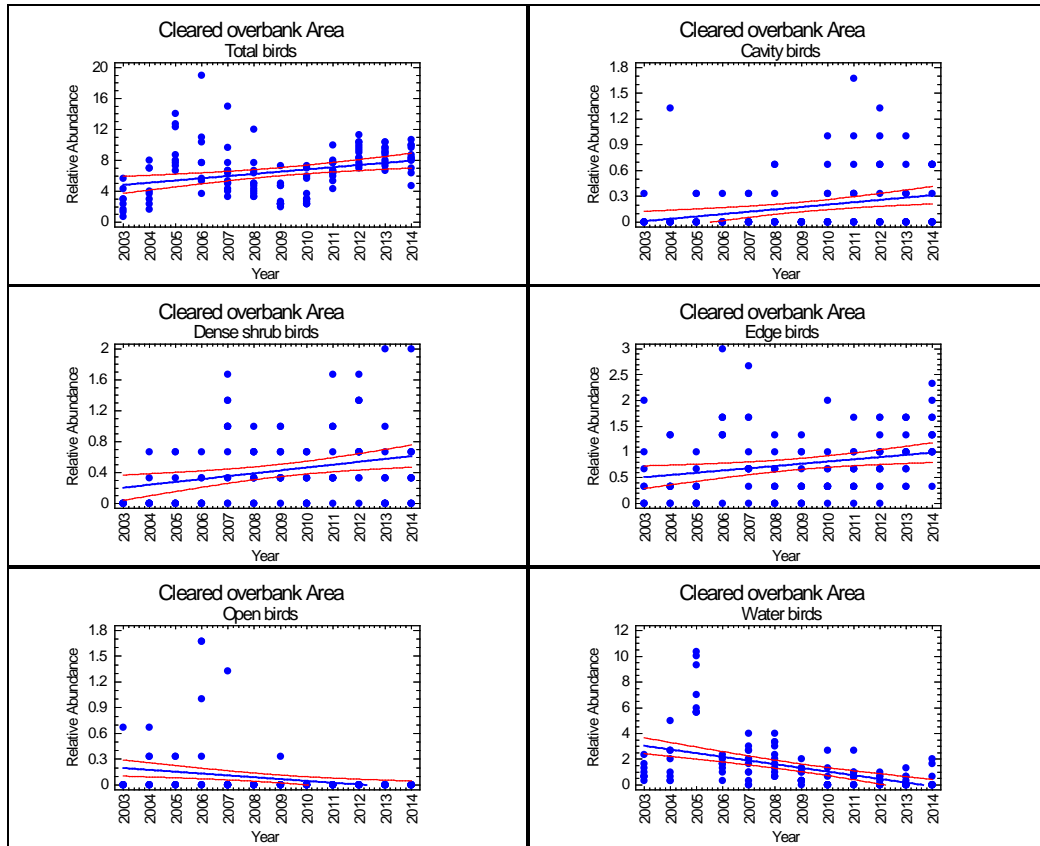 Cleared overbank Area
Total birds
Relative Abundance
20
16
12
8
4
0
2003 2004 2005 2006 2007 2008 2009 2010 2011 2012 2013 2014
Year
Cleared overbank Area
Cavity birds
Relative Abundance
1.8
1.5
1.2
0.9
0.6
0.3
0
2003 2004 2005 2006 2007 2008 2009 2010 2011 2012 2013 2014
Year
Cleared overbank Area
Dense shrub birds
Relative Abundance
2
1.6
1.2
0.8
0.4
0
2003 2004 2005 2006 2007 2008 2009 2010 2011 2012 2013 2014
Year
Cleared overbank Area
Edge birds
Relative Abundance
3
2.5
2
1.5
1
0.5
0
2003 2004 2005 2006 2007 2008 2009 2010 2011 2012 2013 2014
Year
Cleared overbank Area
Open birds
Relative Abundance
1.8
1.5
1.2
0.9
0.6
0.3
0
2003 2004 2005 2006 2007 2008 2009 2010 2011 2012 2013 2014
Year
Cleared overbank Area
Water birds
Relative Abundance
12
10
8
6
4
2
0
2003 2004 2005 2006 2007 2008 2009 2010 2011 2012 2013 2014
Year